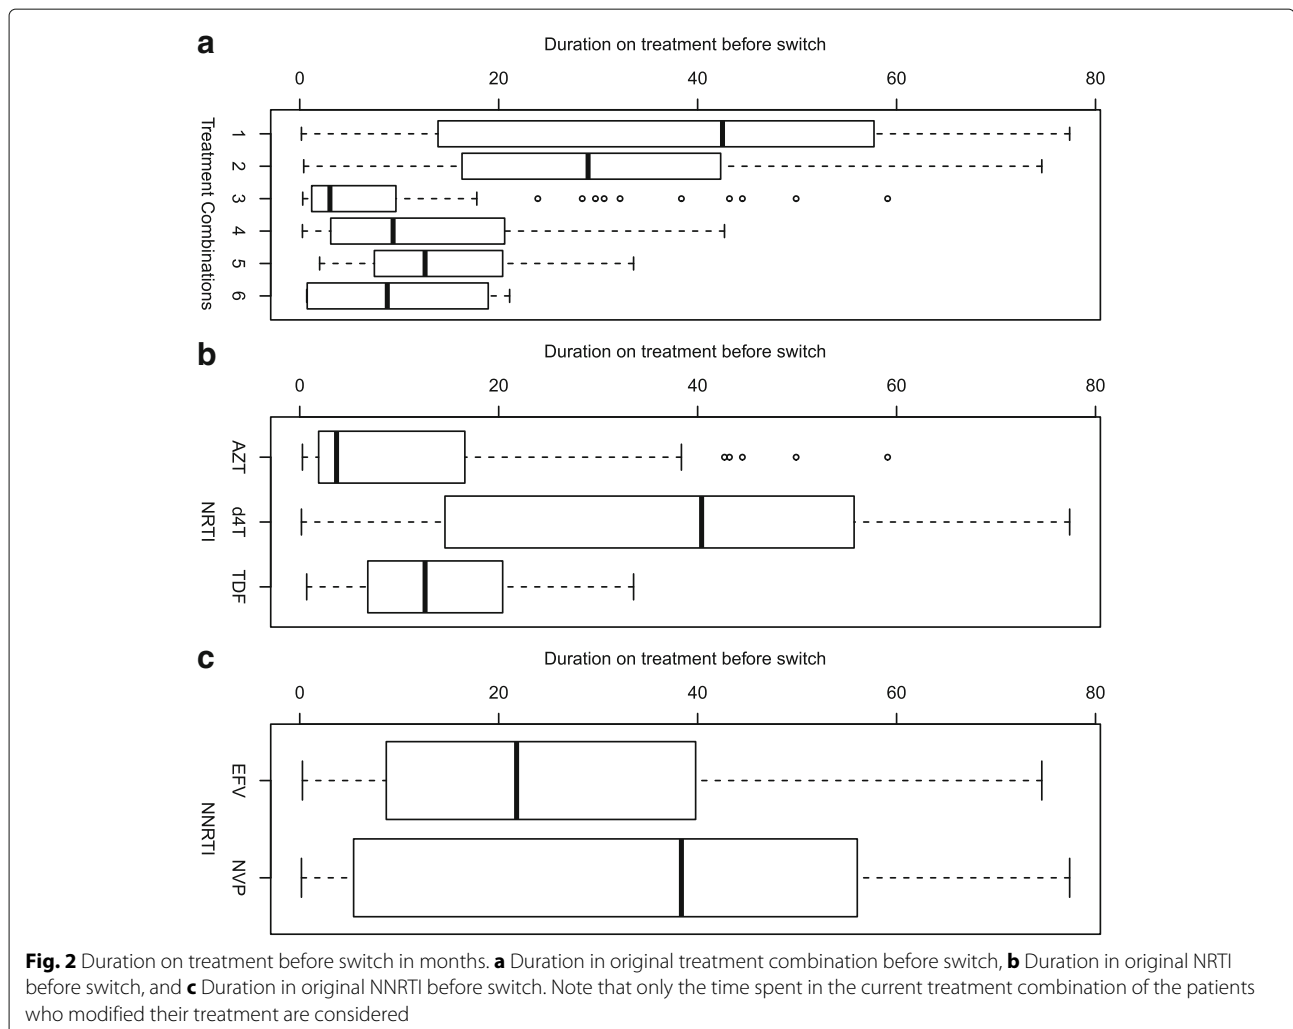 a
Duration on treatment before switch
0 20 40 60 80
Treatment Combinations
1
2
3
4
5
6
b
Duration on treatment before switch
0 20 40 60 80
NRTI
AZT
d4T
TDF
c
Duration on treatment before switch
0 20 40 60 80
NNRTI
EFV
NVP
Fig. 2 Duration on treatment before switch in months. a Duration in original treatment combination before switch, b Duration in original NRTI
before switch, and c Duration in original NNRTI before switch. Note that only the time spent in the current treatment combination of the patients
who modified their treatment are considered